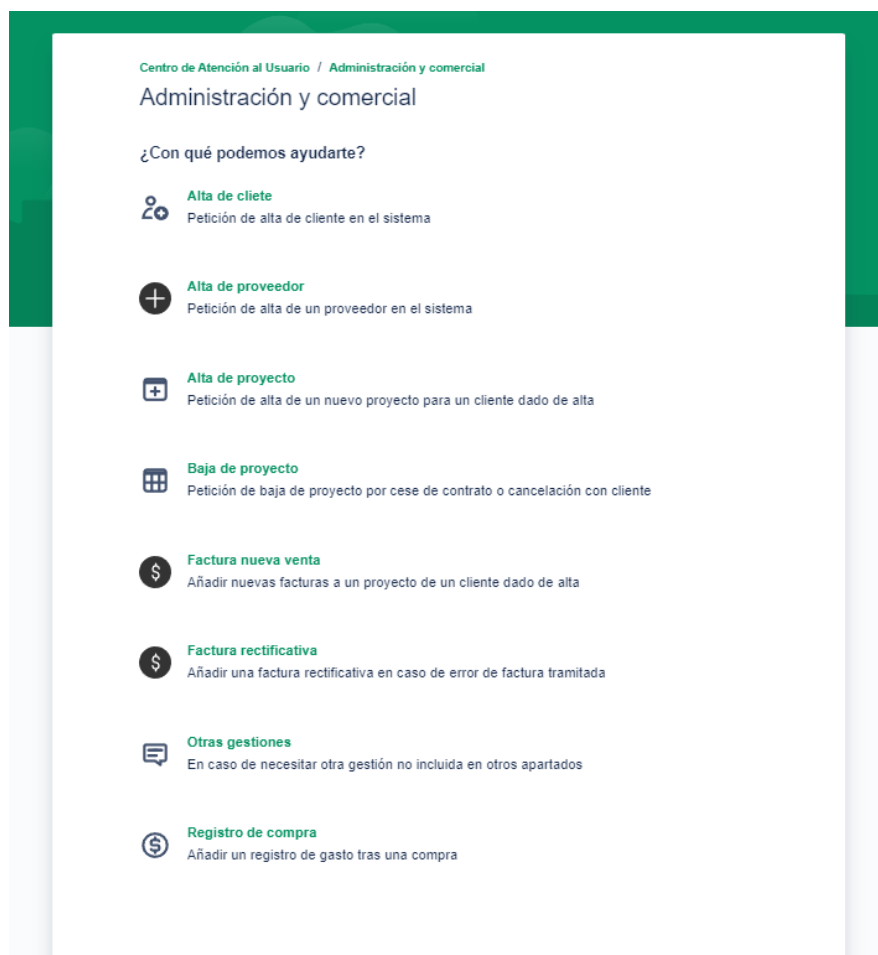 Centro de Atención al Usuario / Administración y comercial
Administración y comercial
¿Con qué podemos ayudarte?
Alta de cliete
Petición de alta de cliente en el sistema
Alta de proveedor
Petición de alta de un proveedor en el sistema
Alta de proyecto
Petición de alta de un nuevo proyecto para un cliente dado de alta
Baja de proyecto
Petición de baja de proyecto por cese de contrato o cancelación con cliente
Factura nueva venta
Añadir nuevas facturas a un proyecto de un cliente dado de alta
Factura rectificativa
Añadir una factura rectificativa en caso de error de factura tramitada
Otras gestiones
En caso de necesitar otra gestión no incluida en otros apartados
Registro de compra
Añadir un registro de gasto tras una compra